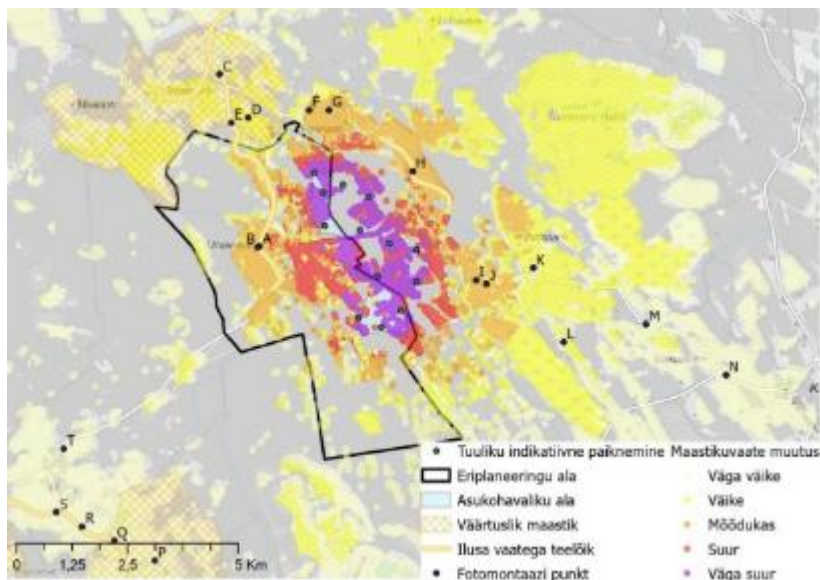 C
E
D
F
G
H
B
A
I
J
K
M
L
N
T
S
R
Q
P
0
1,25
2,5
5 Km
Tuuliku indikatiivne paiknemine
Eriplaneeringu ala
Asukohavaliku ala
Väärtuslik maastik
Ilusa vaatega teelõik
Fotomontaazi punkt
Maastikuvaate muutus
Väga väike
Väike
Mõõdukas
Suur
Väga suur